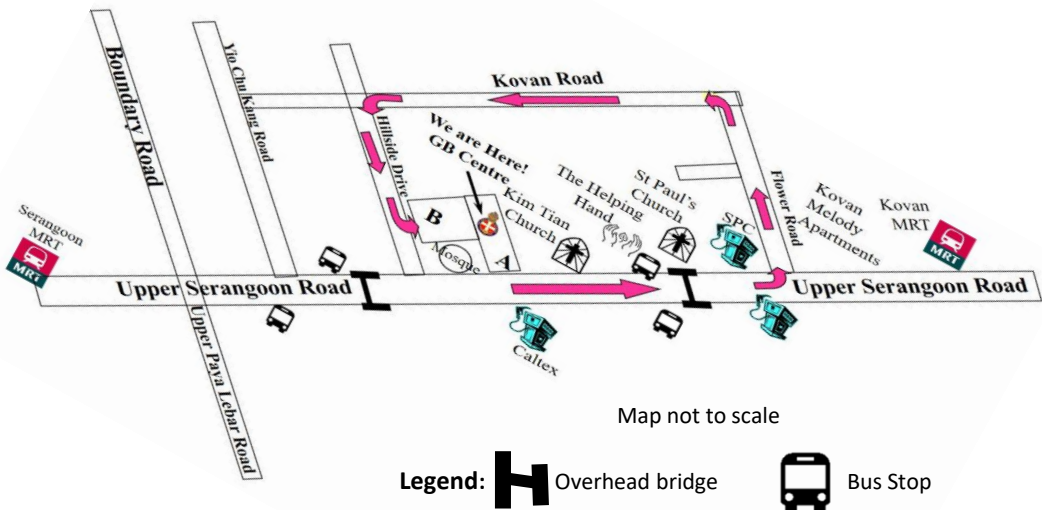 Boundary Road
Yio Chu Kang Road
Kovan Road
Hillside Drive
We are Here!
GB Centre
B
A
Mosque
Kim Tian
Church
The Helping
Hand
St Paul's
Church
SPC
Flower Road
Kovan
Melody
Apartments
Kovan
MRT
MRT
Serangoon
MRT
MRT
Upper Serangoon Road
Upper Serangoon Road
Upper Paya Lebar Road
Caltex
Map not to scale
Legend: Overhead bridge Bus Stop